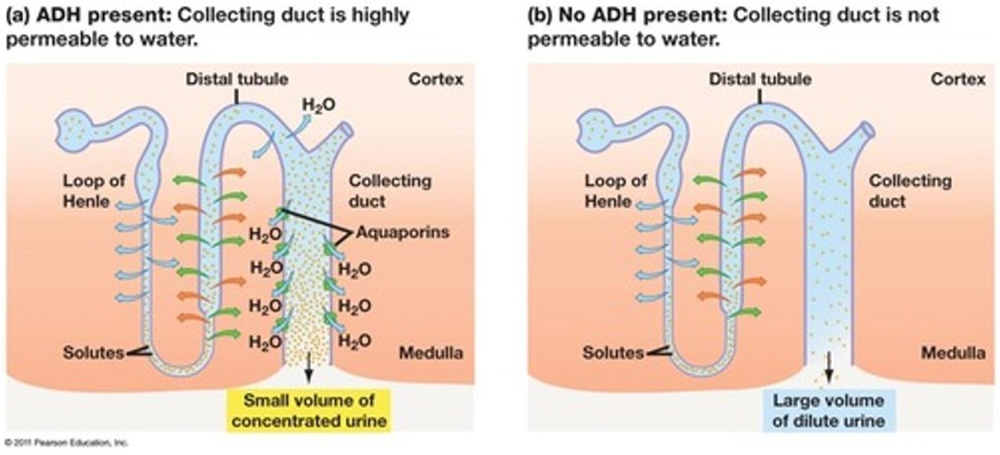 (a) ADH present: Collecting duct is highly
permeable to water.
Distal tubule
Cortex
H₂O
Loop of
Henle
Collecting
duct
Aquaporins
H₂O
H₂O
H₂O
H₂O
H₂O
H₂O
H₂O
Solutes
Medulla
Small volume of
concentrated urine
(b) No ADH present: Collecting duct is not
permeable to water.
Distal tubule
Cortex
Loop of
Henle
Collecting
duct
Solutes
Medulla
Large volume
of dilute urine
© 2011 Pearson Education, Inc.